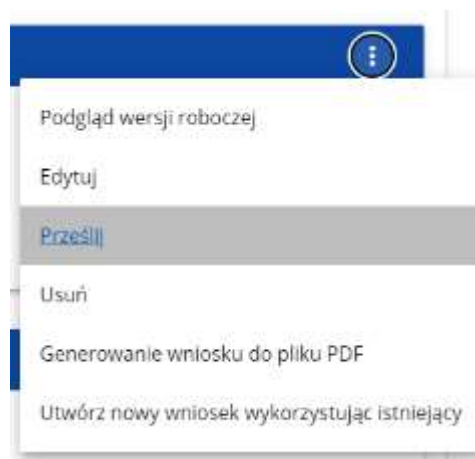 Podgląd wersji roboczej
Edytuj
Prześlij
Usuń
Generowanie wniosku do pliku PDF
Utwórz nowy wniosek wykorzystując istniejący